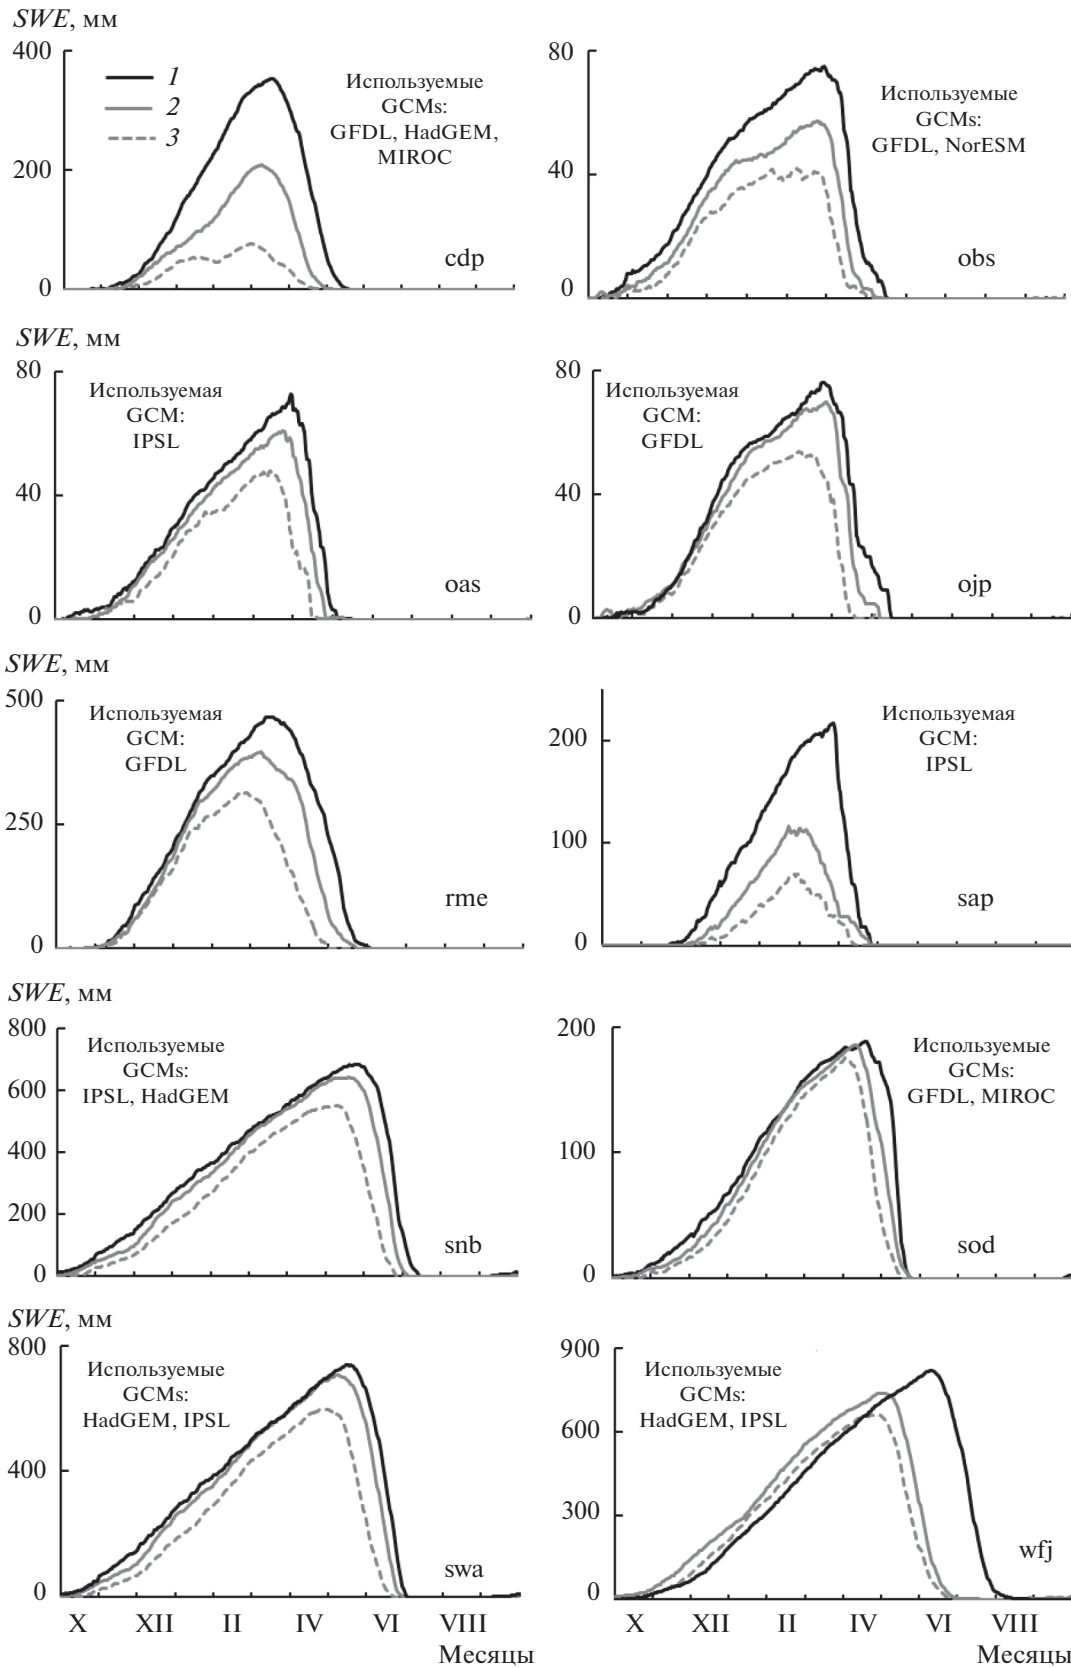 SWE, мм
400
200
0
1
2
3
Используемые
GCMs:
GFDL, HadGEM,
MIROC
cdp
80
40
0
Используемые
GCMs:
GFDL, NorESM
obs
SWE, мм
80
40
0
Используемая
GCM:
IPSL
oas
80
40
0
Используемая
GCM:
GFDL
ojp
SWE, мм
500
250
0
Используемая
GCM:
GFDL
rme
200
100
0
Используемая
GCM:
IPSL
sap
SWE, мм
800
600
400
200
0
Используемые
GCMs:
IPSL, HadGEM
snb
200
100
0
Используемые
GCMs:
GFDL, MIROC
sod
SWE, мм
800
400
0
Используемые
GCMs:
HadGEM, IPSL
swa
X XII II IV VI VIII
Месяцы
900
600
300
0
Используемые
GCMs:
HadGEM, IPSL
wfj
X XII II IV VI VIII
Месяцы